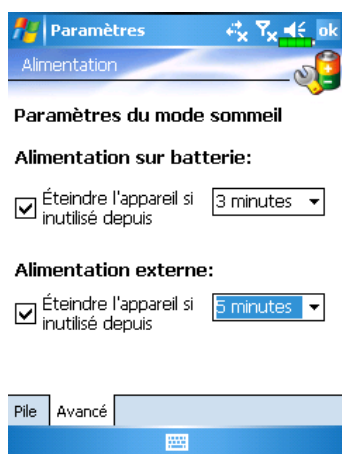 Paramètres ok
Alimentation
Paramètres du mode sommeil
Alimentation sur batterie:
Éteindre l'appareil si 3 minutes
inutilisé depuis
Alimentation externe:
Éteindre l'appareil si 5 minutes
inutilisé depuis
Pile Avancé